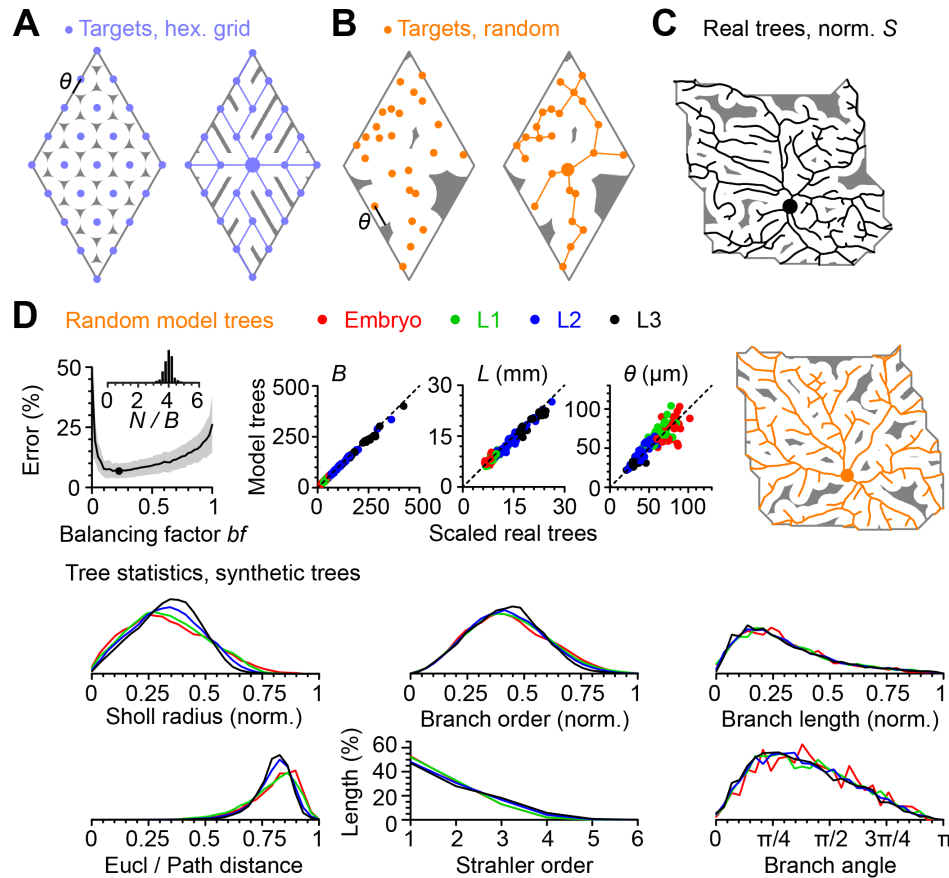 A
Targets, hex. grid
θ
B
Targets, random
θ
C
Real trees, norm. S
D
Random model trees
Embryo
L1
L2
L3
Error (%)
50
25
0
0 2 4 6
N / B
0 0.5 1
Balancing factor bf
B
Model trees
500
250
0
0 250 500
L (mm)
30
15
0
0 15 30
θ (µm)
100
50
0
0 50 100
Scaled real trees
Tree statistics, synthetic trees
0 0.25 0.5 0.75 1
Sholl radius (norm.)
0 0.25 0.5 0.75 1
Branch order (norm.)
0 0.25 0.5 0.75 1
Branch length (norm.)
0 0.25 0.5 0.75 1
Eucl / Path distance
Length (%)
60
40
20
0
1 2 3 4 5 6
Strahler order
0 π/4 π/2 3π/4 π
Branch angle